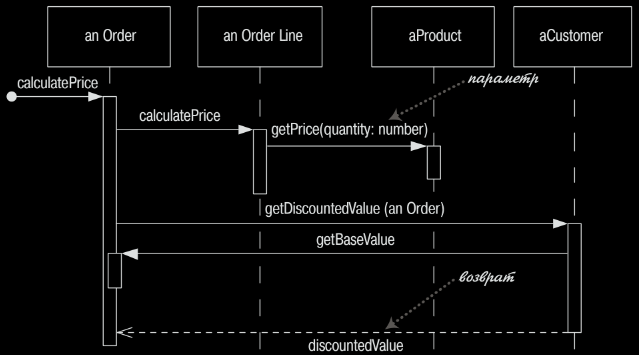 an Order
an Order Line
aProduct
aCustomer
calculatePrice
параметр
calculatePrice
getPrice(quantity: number)
getDiscountedValue (an Order)
getBaseValue
возврат
discountedValue